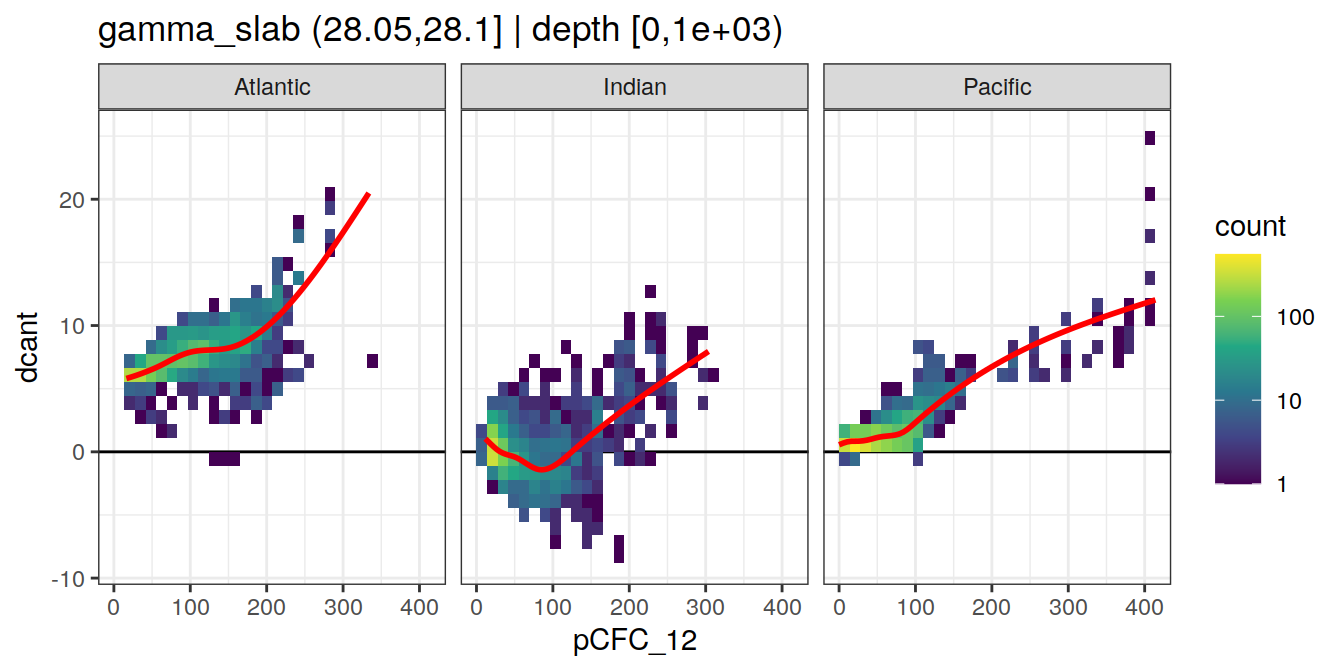 gamma_slab (28.05,28.1] | depth [0,1e+03)
Atlantic Indian Pacific
dcant
20
10
0
-10
0 100 200 300 400 0 100 200 300 400 0 100 200 300 400
pCFC_12
count
100
10
1